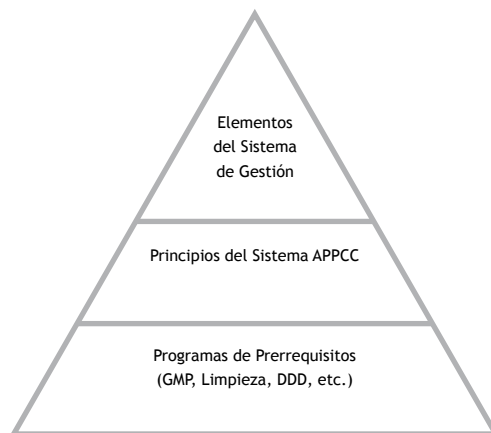 Elementos
del Sistema
de Gestión
Principios del Sistema APPCC
Programas de Prerrequisitos
(GMP, Limpieza, DDD, etc.)